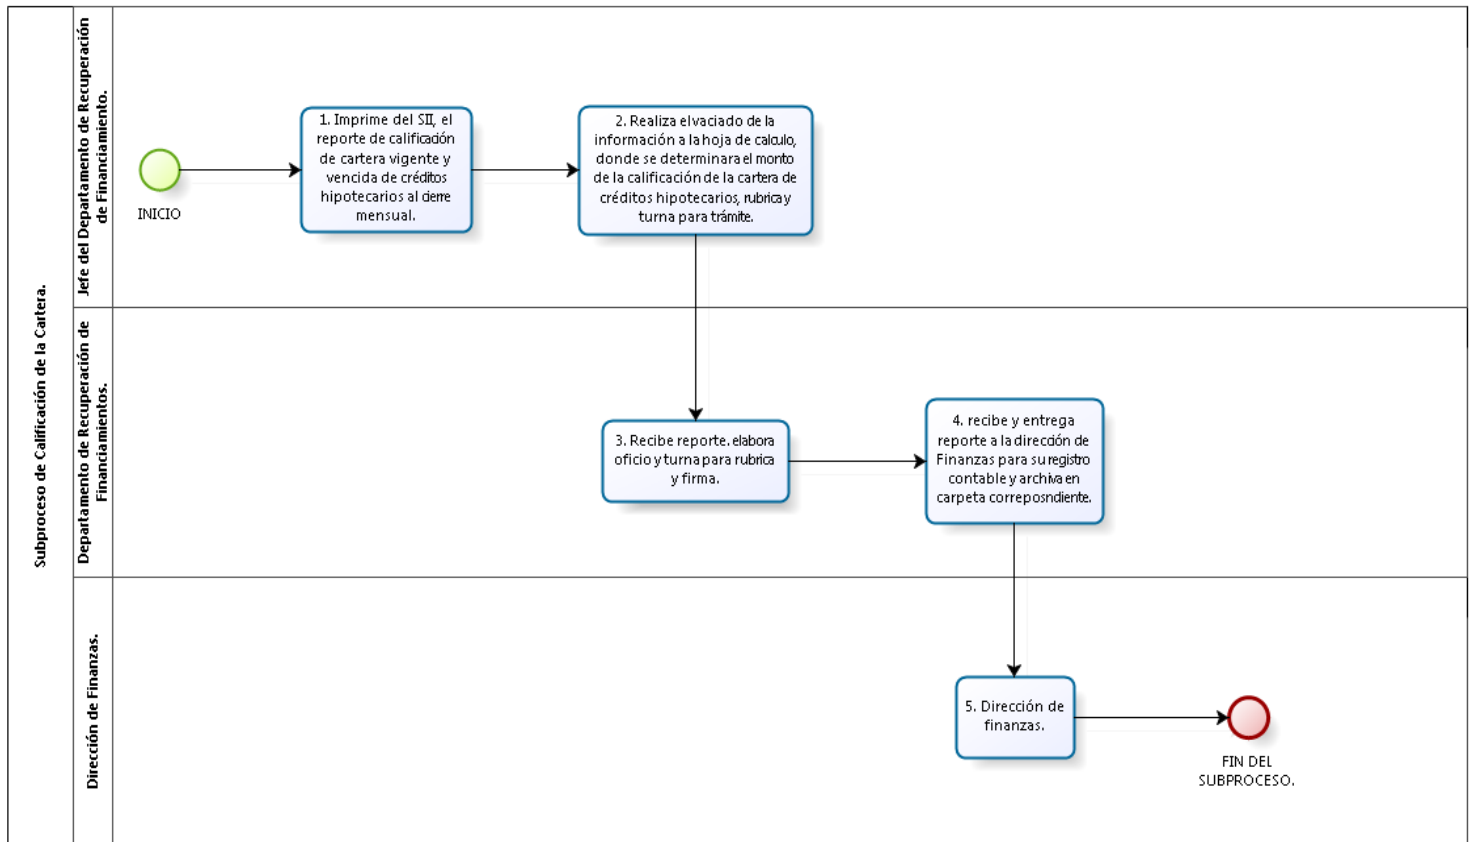 Subproceso de Calificación de la Cartera.
Jefe del Departamento de Recuperación
de Financiamiento.
INICIO
1. Imprime del SII, el
reporte de calificación
de cartera vigente y
vencida de créditos
hipotecarios al cierre
mensual.
2. Realiza el vaciado de la
información a la hoja de calculo,
donde se determinara el monto
de la calificación de la cartera de
créditos hipotecarios, rubrica y
turna para trámite.
Departamento de Recuperación de
Financiamientos.
3. Recibe reporte. elabora
oficio y turna para rubrica
y firma.
4. recibe y entrega
reporte a la dirección de
Finanzas para su registro
contable y archiva en
carpeta correposndiente.
Dirección de Finanzas.
5. Dirección de
finanzas.
FIN DEL
SUBPROCESO.